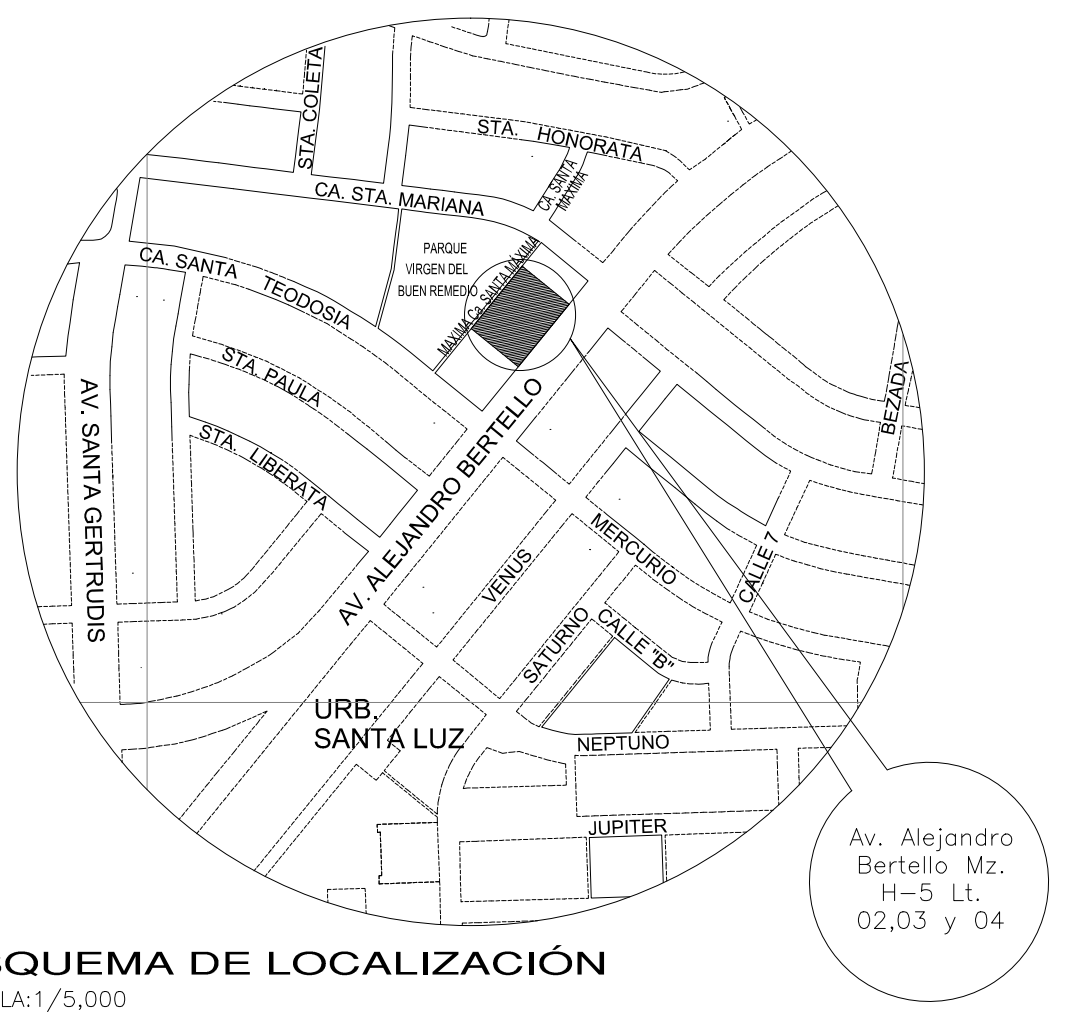 STA. COLETA
STA. HONORATA
CA. SANTA
MAXIMA
CA. STA. MARIANA
PARQUE
VIRGEN DEL
BUEN REMEDIO
MAXIMA Ca. SANTA MÁXIMA
CA. SANTA TEODOSIA
STA. PAULA
STA. LIBERATA
AV. SANTA GERTRUDIS
AV. ALEJANDRO BERTELLO
BEZADA
MERCURIO
VENUS
CALLE 7
SATURNO
CALLE "B"
URB.
SANTA LUZ
NEPTUNO
JUPITER
Av. Alejandro
Bertello Mz.
H-5 Lt.
02,03 y 04
SQUEMA DE LOCALIZACIÓN
LA:1/5,000